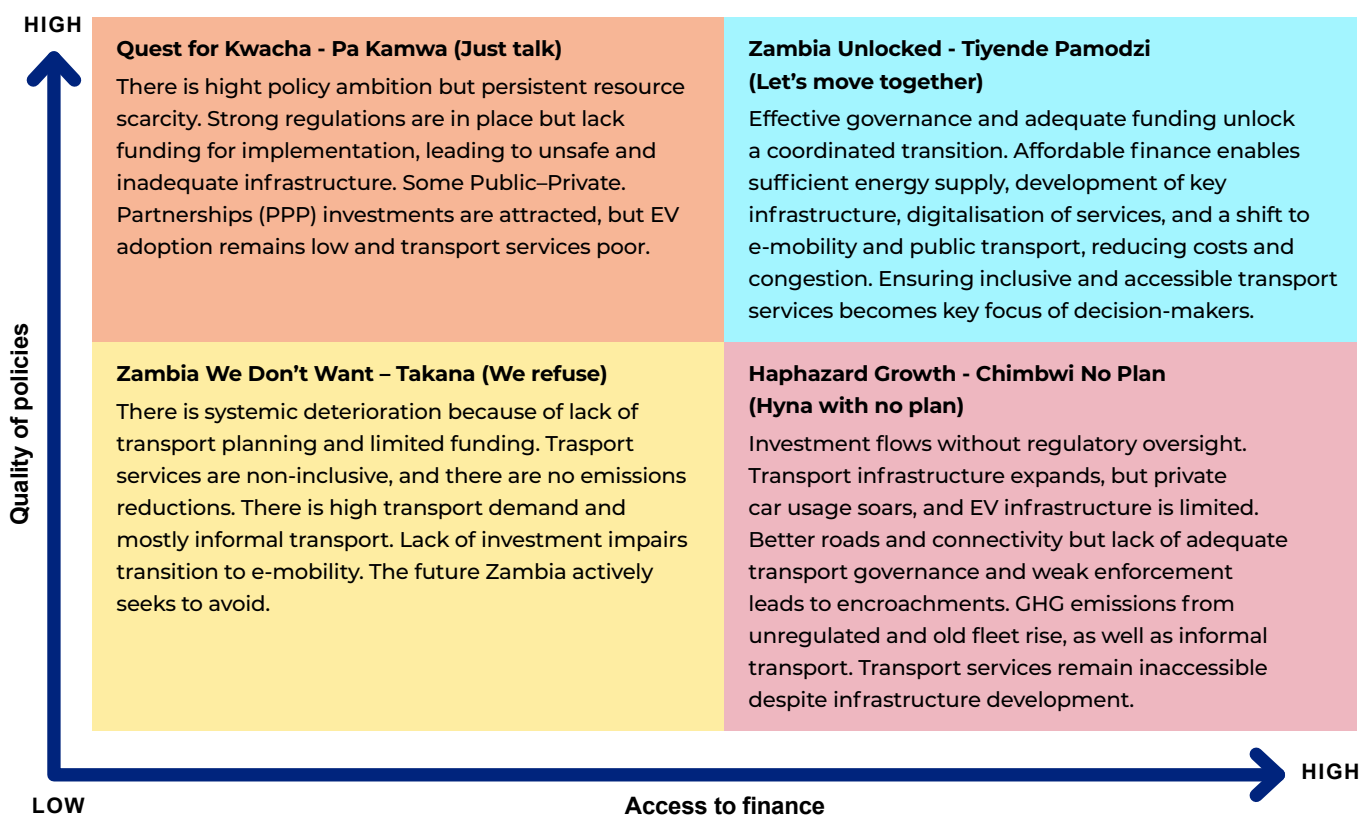 HIGH
Quest for Kwacha - Pa Kamwa (Just talk)
There is hight policy ambition but persistent resource
scarcity. Strong regulations are in place but lack
funding for implementation, leading to unsafe and
inadequate infrastructure. Some Public–Private.
Partnerships (PPP) investments are attracted, but EV
adoption remains low and transport services poor.
Zambia Unlocked - Tiyende Pamodzi
(Let’s move together)
Effective governance and adequate funding unlock
a coordinated transition. Affordable finance enables
sufficient energy supply, development of key
infrastructure, digitalisation of services, and a shift to
e-mobility and public transport, reducing costs and
congestion. Ensuring inclusive and accessible transport
services becomes key focus of decision-makers.
Quality of policies
Zambia We Don’t Want – Takana (We refuse)
There is systemic deterioration because of lack of
transport planning and limited funding. Trasport
services are non-inclusive, and there are no emissions
reductions. There is high transport demand and
mostly informal transport. Lack of investment impairs
transition to e-mobility. The future Zambia actively
seeks to avoid.
Haphazard Growth - Chimbwi No Plan
(Hyna with no plan)
Investment flows without regulatory oversight.
Transport infrastructure expands, but private
car usage soars, and EV infrastructure is limited.
Better roads and connectivity but lack of adequate
transport governance and weak enforcement
leads to encroachments. GHG emissions from
unregulated and old fleet rise, as well as informal
transport. Transport services remain inaccessible
despite infrastructure development.
HIGH
LOW
Access to finance